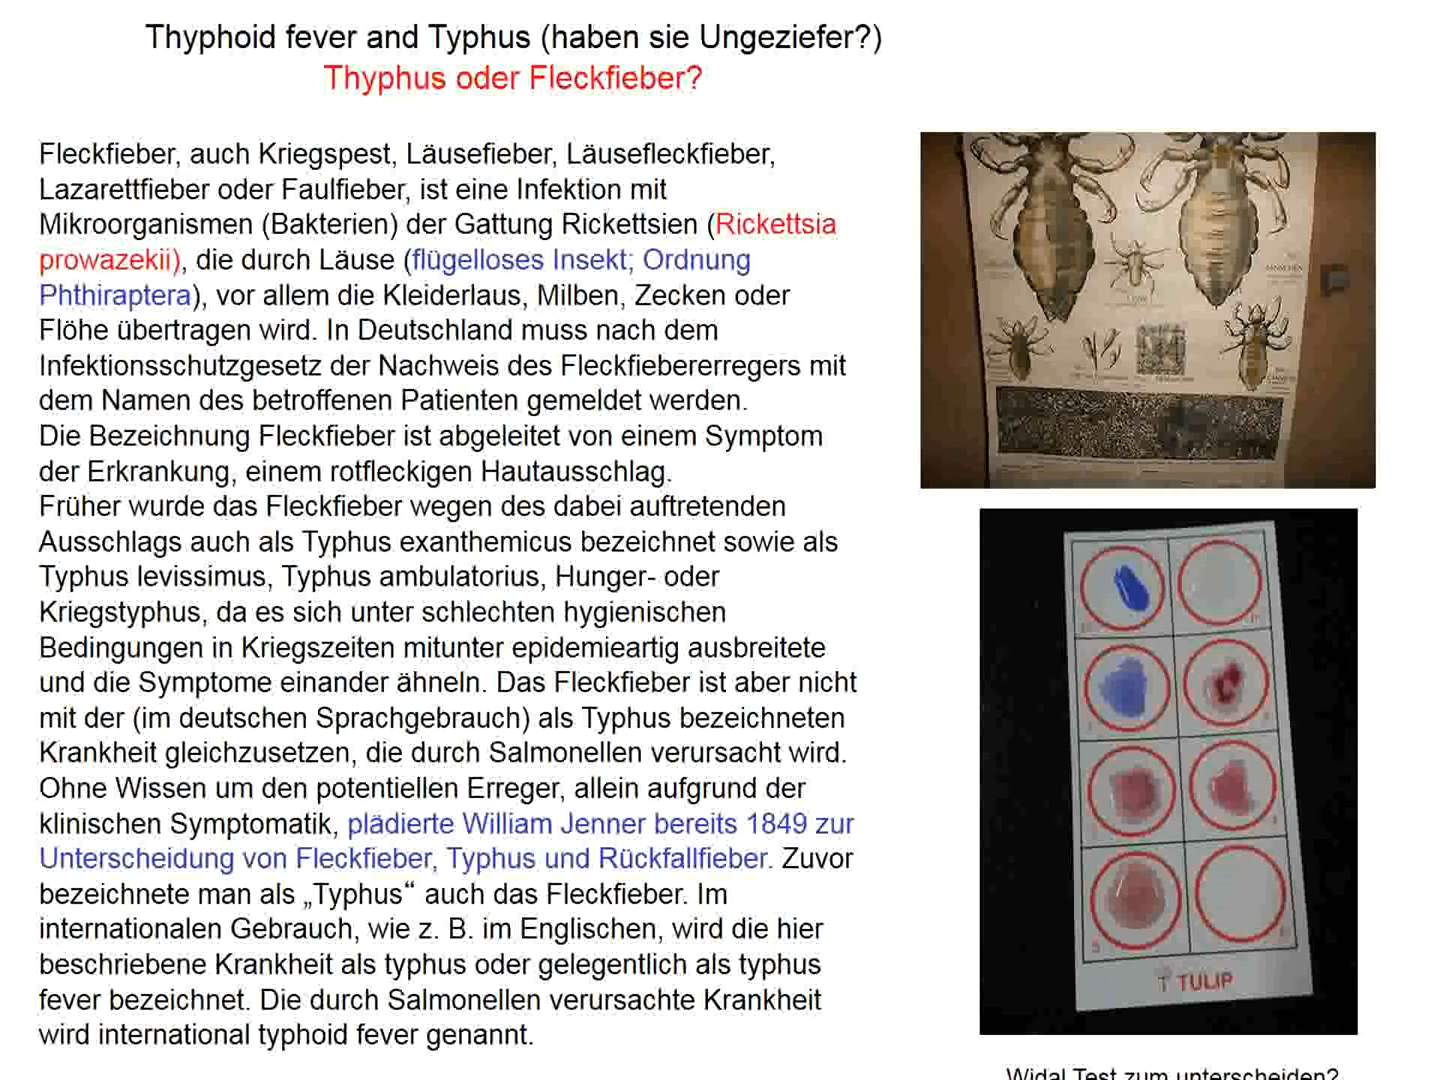 Thyphoid fever and Typhus (haben sie Ungeziefer?)
Thyphus oder Fleckfieber?
Fleckfieber, auch Kriegspest, Läusefieber, Läusefleckfieber,
Lazarettfieber oder Faulfieber, ist eine Infektion mit
Mikroorganismen (Bakterien) der Gattung Rickettsien (Rickettsia
prowazekii), die durch Läuse (flügelloses Insekt; Ordnung
Phthiraptera), vor allem die Kleiderlaus, Milben, Zecken oder
Flöhe übertragen wird. In Deutschland muss nach dem
Infektionsschutzgesetz der Nachweis des Fleckfiebererregers mit
dem Namen des betroffenen Patienten gemeldet werden.
Die Bezeichnung Fleckfieber ist abgeleitet von einem Symptom
der Erkrankung, einem rotfleckigen Hautausschlag.
Früher wurde das Fleckfieber wegen des dabei auftretenden
Ausschlags auch als Typhus exanthemicus bezeichnet sowie als
Typhus levissimus, Typhus ambulatorius, Hunger- oder
Kriegstyphus, da es sich unter schlechten hygienischen
Bedingungen in Kriegszeiten mitunter epidemieartig ausbreitete
und die Symptome einander ähneln. Das Fleckfieber ist aber nicht
mit der (im deutschen Sprachgebrauch) als Typhus bezeichneten
Krankheit gleichzusetzen, die durch Salmonellen verursacht wird.
Ohne Wissen um den potentiellen Erreger, allein aufgrund der
klinischen Symptomatik, plädierte William Jenner bereits 1849 zur
Unterscheidung von Fleckfieber, Typhus und Rückfallfieber. Zuvor
bezeichnete man als „Typhus“ auch das Fleckfieber. Im
internationalen Gebrauch, wie z. B. im Englischen, wird die hier
beschriebene Krankheit als typhus oder gelegentlich als typhus
fever bezeichnet. Die durch Salmonellen verursachte Krankheit
wird international typhoid fever genannt.
TULIP
Widal Test zum unterscheiden?